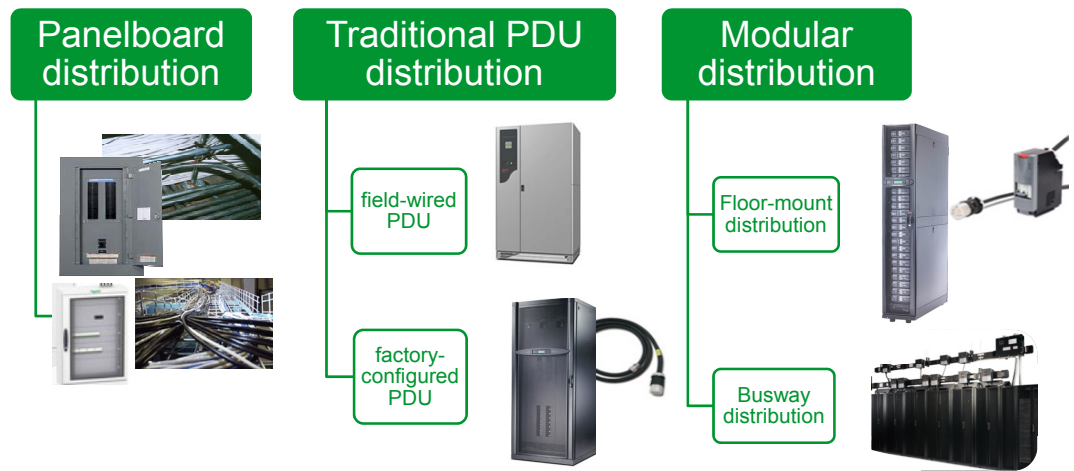 Panelboard
distribution
Traditional PDU
distribution
Modular
distribution
field-wired
PDU
factory-
configured
PDU
Floor-mount
distribution
Busway
distribution